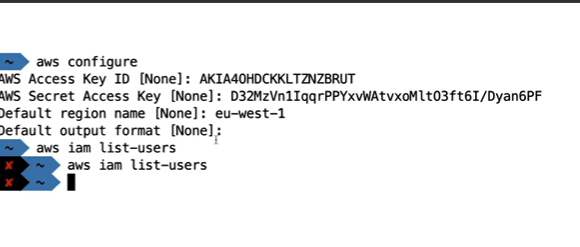 ~ aws configure
AWS Access Key ID [None]: AKIA4OHDCKKLTZNZBRUT
AWS Secret Access Key [None]: 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
Default region name [None]: eu-west-1
Default output format [None]:
~ aws iam list-users
✘ ~ aws iam list-users
✘ ~